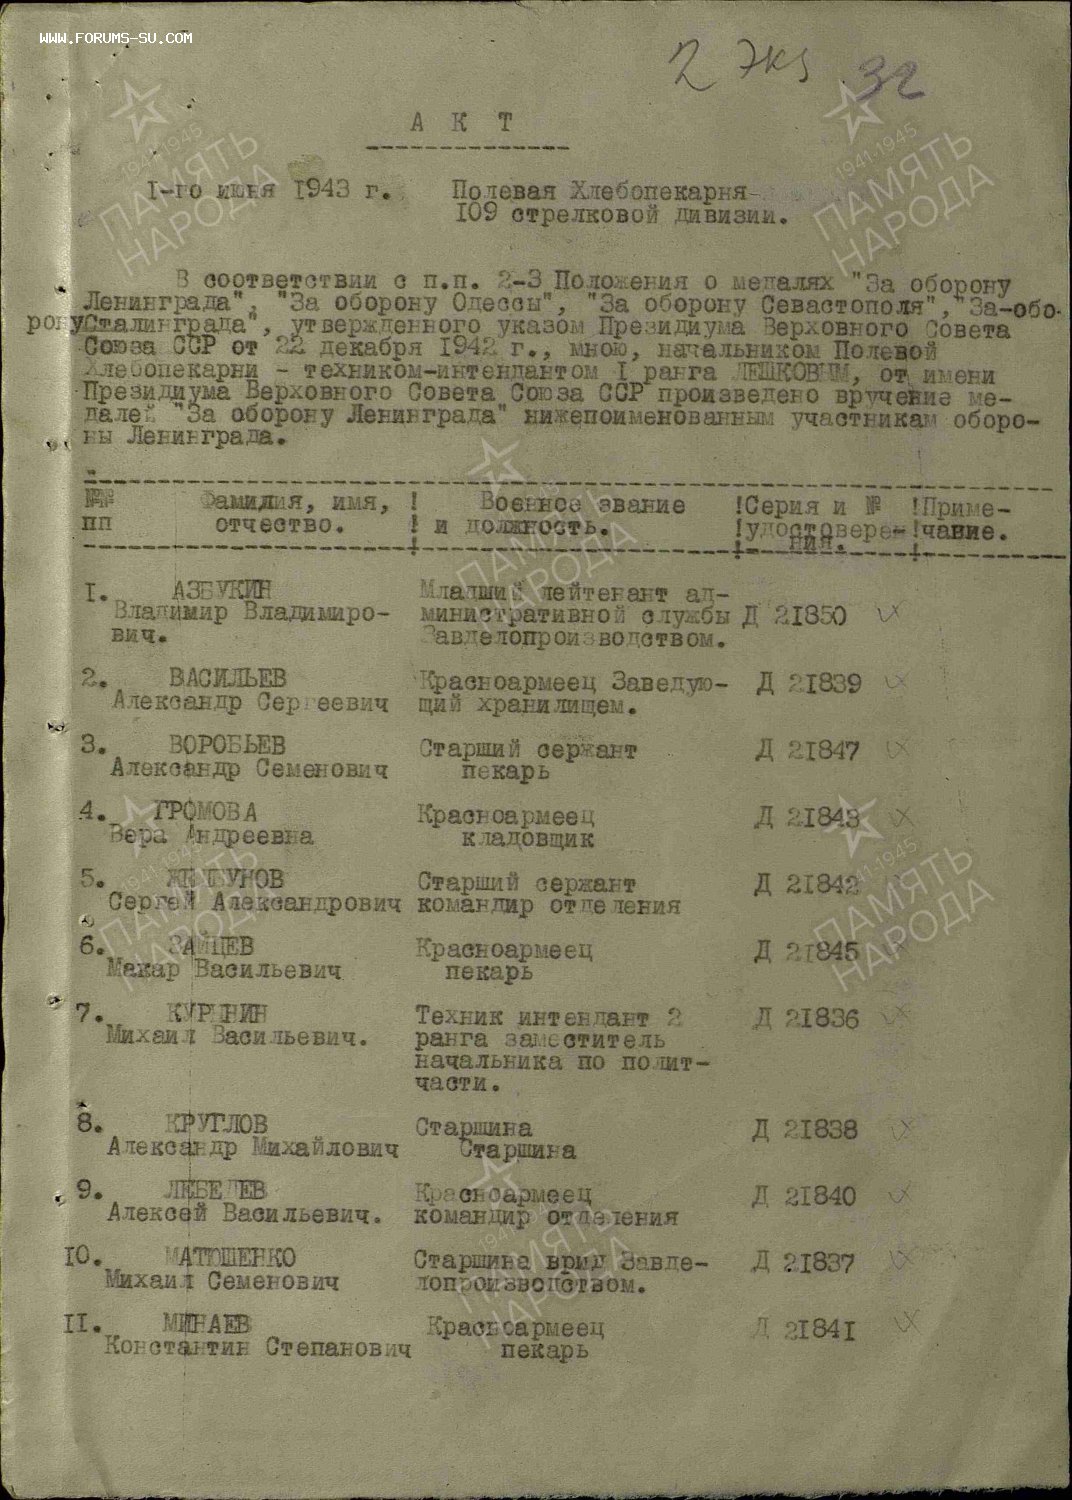 WWW.FORUMS-SU.COM
2 экз 32
А К Т
1-го июня 1943 г. Полевая Хлебопекарня
109 стрелковой дивизии.
В соответствии с п.п. 2-3 Положения о медалях "За оборону
Ленинграда", "За оборону Одессы", "За оборону Севастополя", "За-обо-
рону Сталинграда", утвержденного указом Президиума Верховного Совета
Союза ССР от 22 декабря 1942 г., мною, начальником Полевой
Хлебопекарни - техником-интендантом I ранга ЛЕШКОВЫМ, от имени
Президиума Верховного Совета Союза ССР произведено вручение ме-
далей "За оборону Ленинграда" нижепоименованным участникам оборо-
ны Ленинграда.
№№ Фамилия, имя, ! Военное звание !Серия и № !Приме-
пп отчество. ! и должность. !удостовере-!чание.
ния.
I. АЗБУКИН Младший лейтенант ад-
Владимир Владимиро- министративной службы Д 21850
вич. Завделопроизводством.
2. ВАСИЛЬЕВ Красноармеец Заведую- Д 21839
Александр Сергеевич щий хранилищем.
3. ВОРОБЬЕВ Старший сержант Д 21847
Александр Семенович пекарь
4. ГРОМОВА Красноармеец Д 21843
Вера Андреевна кладовщик
5. Старший сержант Д 21842
Сергей Александрович командир отделения
6. ЗАЙЦЕВ Красноармеец Д 21845
Макар Васильевич пекарь
7. Техник интендант 2 Д 21836
Михаил Васильевич. ранга заместитель
начальника по полит-
части.
8. КРУГЛОВ Старшина Д 21838
Александр Михайлович Старшина
9. ЛЕБЕДЕВ Красноармеец Д 21840
Алексей Васильевич. командир отделения
10. МАТЮШЕНКО Старшина врид Завде- Д 21837
Михаил Семенович лопроизводством.
II. МИНАЕВ Красноармеец Д 21841
Константин Степанович пекарь
1941-1945
ПАМЯТЬ
НАРОДА